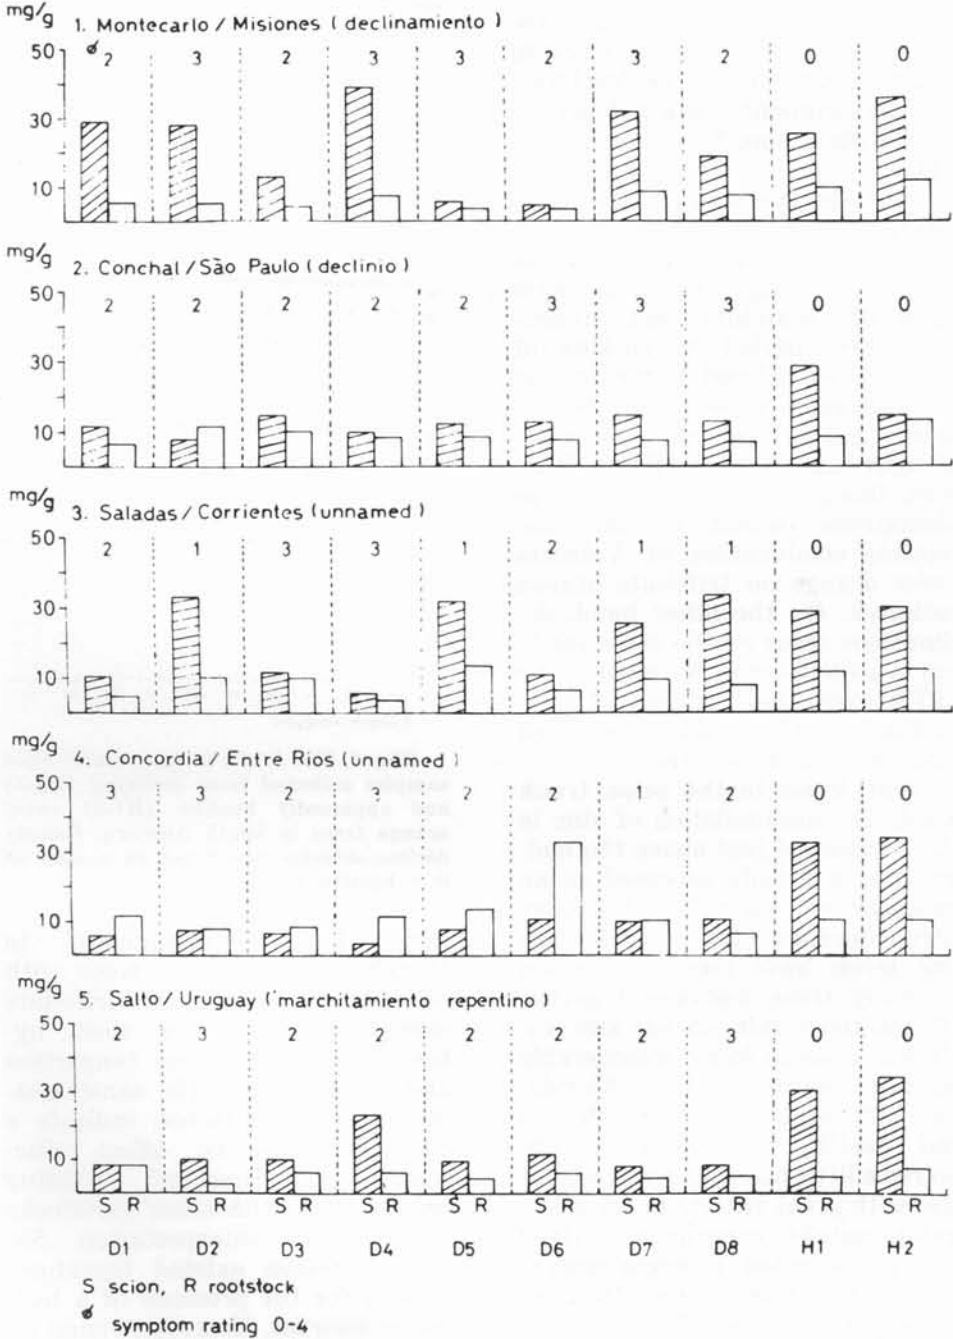 mg/g
1. Montecarlo / Misiones (declinamiento)
50
ø 2 3 2 3 3 2 3 2 0 0
30
10
mg/g
2. Conchal / São Paulo (declinio)
50
2 2 2 2 2 3 3 3 0 0
30
10
mg/g
3. Saladas / Corrientes (unnamed)
50
2 1 3 3 1 2 1 1 0 0
30
10
mg/g
4. Concordia / Entre Rios (unnamed)
50
3 3 3 3 2 2 1 2 0 0
30
10
mg/g
5. Salto / Uruguay (marchitamiento repentino)
50
2 3 2 2 2 2 2 3 0 0
30
10
S R S R S R S R S R S R S R S R S R S R
D1 D2 D3 D4 D5 D6 D7 D8 H1 H2
S scion, R rootstock
ø symptom rating 0-4